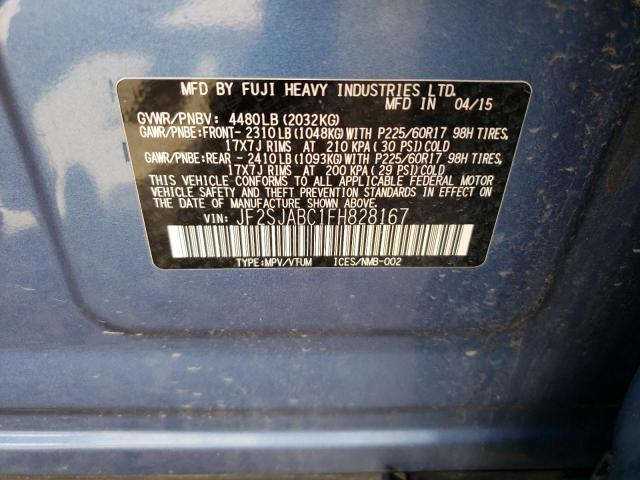 MFD BY FUJI HEAVY INDUSTRIES LTD.
MFD IN 04/15
GVWR/PNBV: 4480LB (2032KG)
GAWR/PNBE:FRONT- 2310LB (1048KG) WITH P225/60R17 98H TIRES,
17X7J RIMS AT 210 KPA ( 30 PSI) COLD
GAWR/PNBE:REAR - 2410LB (1093KG) WITH P225/60R17 98H TIRES,
17X7J RIMS AT 200 KPA ( 29 PSI) COLD
THIS VEHICLE CONFORMS TO ALL APPLICABLE FEDERAL MOTOR
VEHICLE SAFETY AND THEFT PREVENTION STANDARDS IN EFFECT ON
THE DATE OF MANUFACTURE SHOWN ABOVE.
VIN: JF2SJABC1FH828167
TYPE:MPV/VTUM ICES/NMB-002